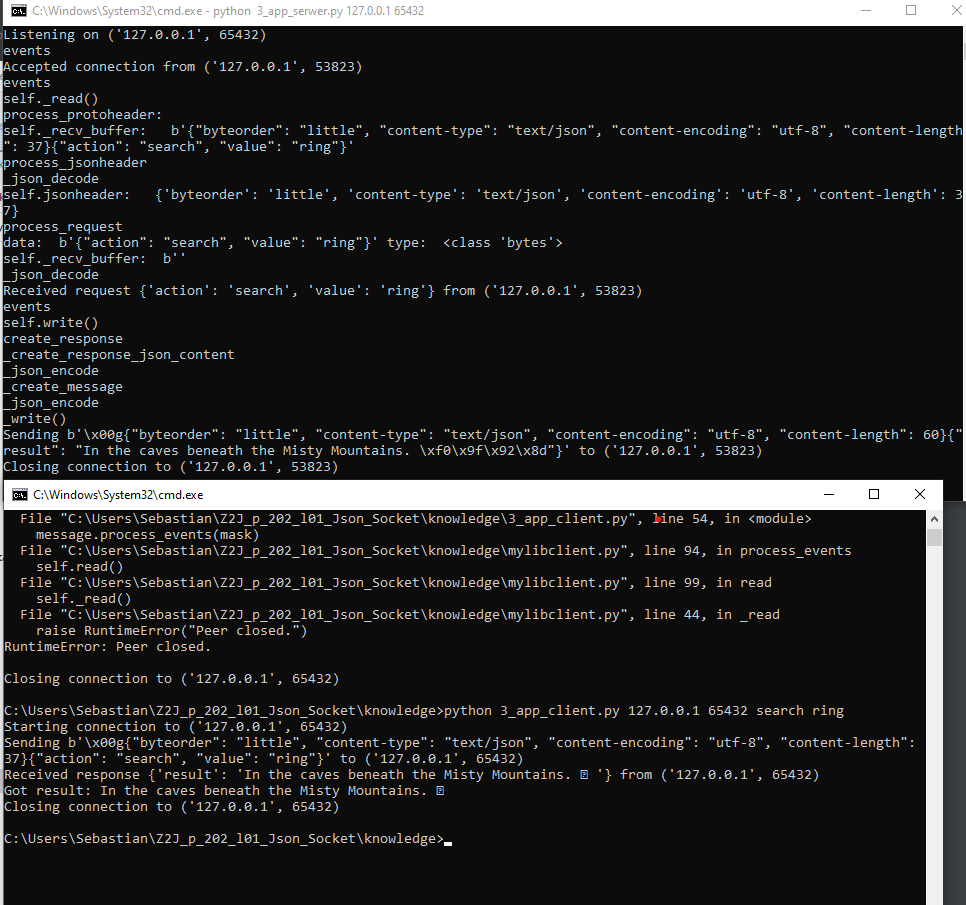 C:\Windows\System32\cmd.exe - python  3_app_serwer.py 127.0.0.1 65432
Listening on ('127.0.0.1', 65432)
events
Accepted connection from ('127.0.0.1', 53823)
events
self._read()
process_protoheader:
self._recv_buffer:   b'{"byteorder": "little", "content-type": "text/json", "content-encoding": "utf-8", "content-length
": 37}{"action": "search", "value": "ring"}'
process_jsonheader
_json_decode
self.jsonheader:   {'byteorder': 'little', 'content-type': 'text/json', 'content-encoding': 'utf-8', 'content-length': 3
7}
process_request
data:  b'{"action": "search", "value": "ring"}' type:  <class 'bytes'>
self._recv_buffer:  b''
_json_decode
Received request {'action': 'search', 'value': 'ring'} from ('127.0.0.1', 53823)
events
self.write()
create_response
_create_response_json_content
_json_encode
_create_message
_json_encode
_write()
Sending b'\x00g{"byteorder": "little", "content-type": "text/json", "content-encoding": "utf-8", "content-length": 60}{"
result": "In the caves beneath the Misty Mountains. \xf0\x9f\x92\x8d"}' to ('127.0.0.1', 53823)
Closing connection to ('127.0.0.1', 53823)
C:\Windows\System32\cmd.exe
File "C:\Users\Sebastian\Z2J_p_202_l01_Json_Socket\knowledge\3_app_client.py", line 54, in <module>
message.process_events(mask)
File "C:\Users\Sebastian\Z2J_p_202_l01_Json_Socket\knowledge\mylibclient.py", line 94, in process_events
self.read()
File "C:\Users\Sebastian\Z2J_p_202_l01_Json_Socket\knowledge\mylibclient.py", line 99, in read
self._read()
File "C:\Users\Sebastian\Z2J_p_202_l01_Json_Socket\knowledge\mylibclient.py", line 44, in _read
raise RuntimeError("Peer closed.")
RuntimeError: Peer closed.
Closing connection to ('127.0.0.1', 65432)
C:\Users\Sebastian\Z2J_p_202_l01_Json_Socket\knowledge>python 3_app_client.py 127.0.0.1 65432 search ring
Starting connection to ('127.0.0.1', 65432)
Sending b'\x00g{"byteorder": "little", "content-type": "text/json", "content-encoding": "utf-8", "content-length":
37}{"action": "search", "value": "ring"}' to ('127.0.0.1', 65432)
Received response {'result': 'In the caves beneath the Misty Mountains. ⍰ '} from ('127.0.0.1', 65432)
Got result: In the caves beneath the Misty Mountains. ⍰
Closing connection to ('127.0.0.1', 65432)
C:\Users\Sebastian\Z2J_p_202_l01_Json_Socket\knowledge>